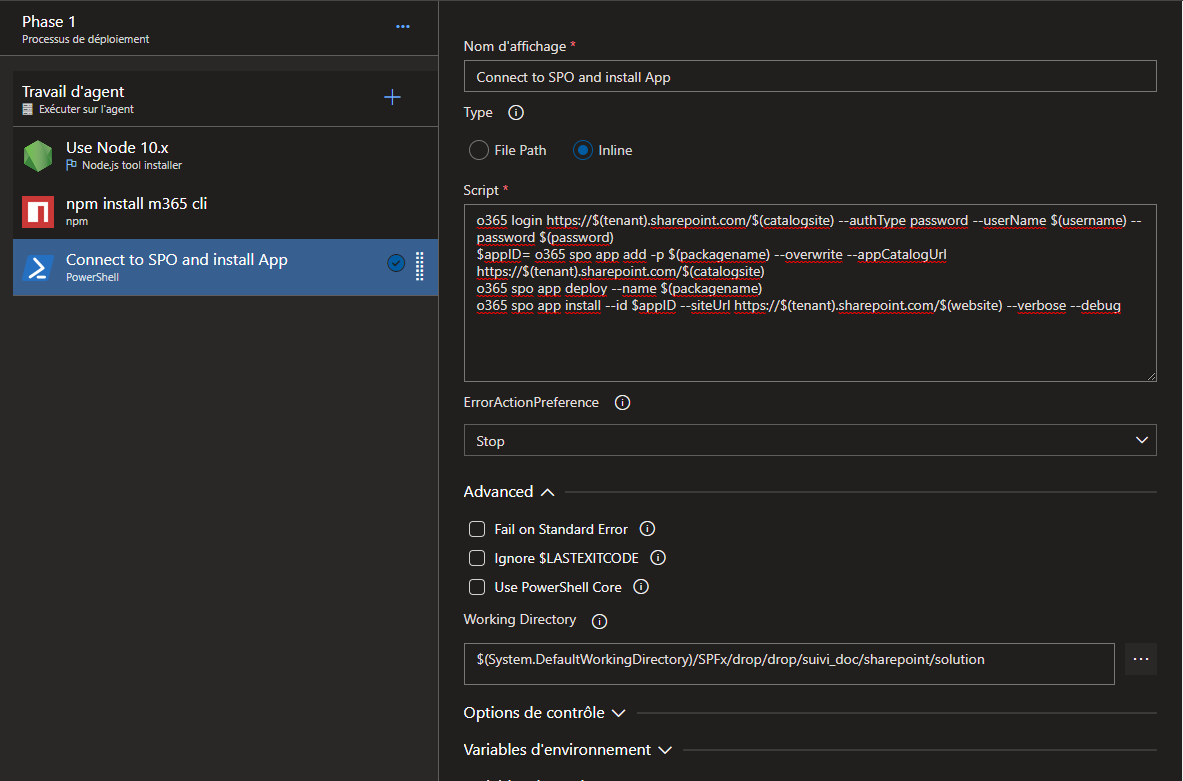 Phase 1
Processus de déploiement
Travail d'agent
Exécuter sur l'agent
Use Node 10.x
Node.js tool installer
npm install m365 cli
npm
Connect to SPO and install App
PowerShell
Nom d'affichage *
Connect to SPO and install App
Type
File Path
Inline
Script *
o365 login https://$(tenant).sharepoint.com/$(catalogsite) --authType password --userName $(username) --
password $(password)
$appID= o365 spo app add -p $(packagename) --overwrite --appCatalogUrl
https://$(tenant).sharepoint.com/$(catalogsite)
o365 spo app deploy --name $(packagename)
o365 spo app install --id $appID --siteUrl https://$(tenant).sharepoint.com/$(website) --verbose --debug
ErrorActionPreference
Stop
Advanced
Fail on Standard Error
Ignore $LASTEXITCODE
Use PowerShell Core
Working Directory
$(System.DefaultWorkingDirectory)/SPFx/drop/drop/suivi_doc/sharepoint/solution
Options de contrôle
Variables d'environnement